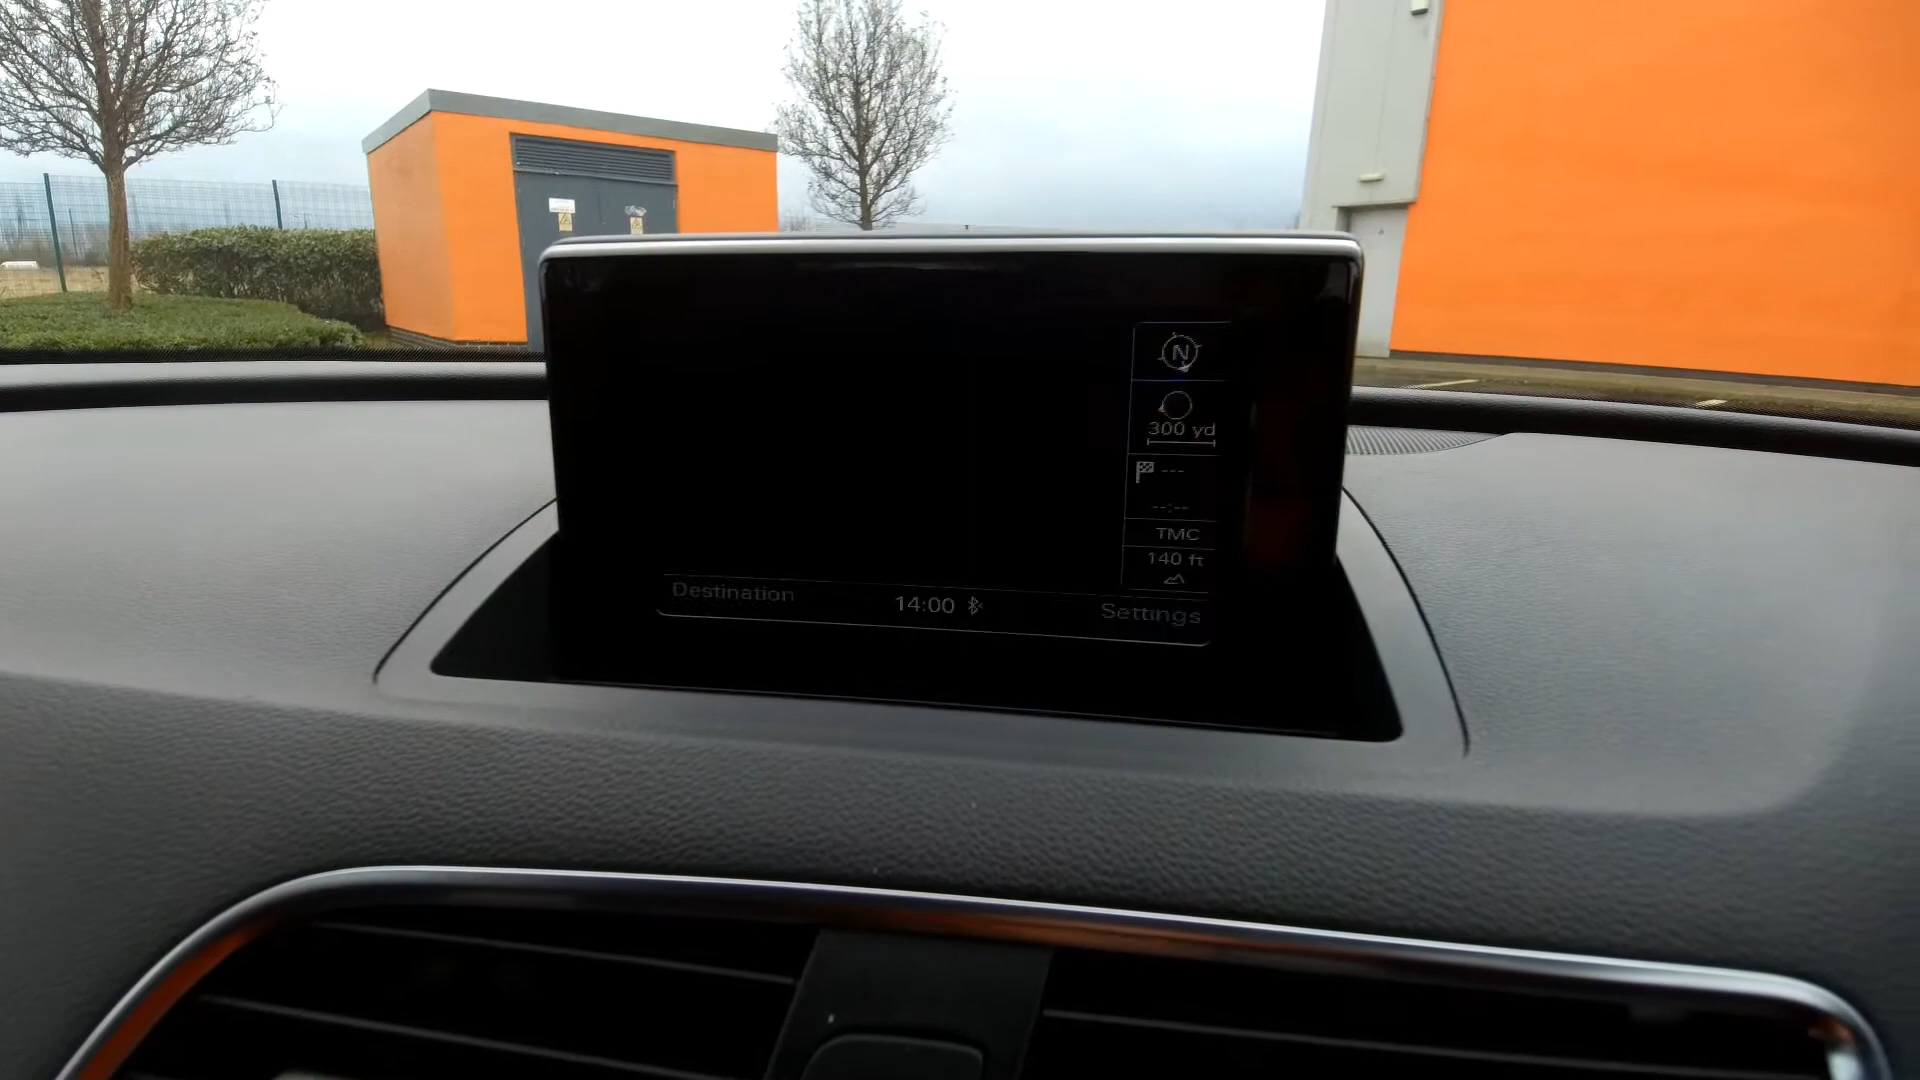 N
300 yd
---
--:--
TMC
140 ft
Destination
14:00
Settings